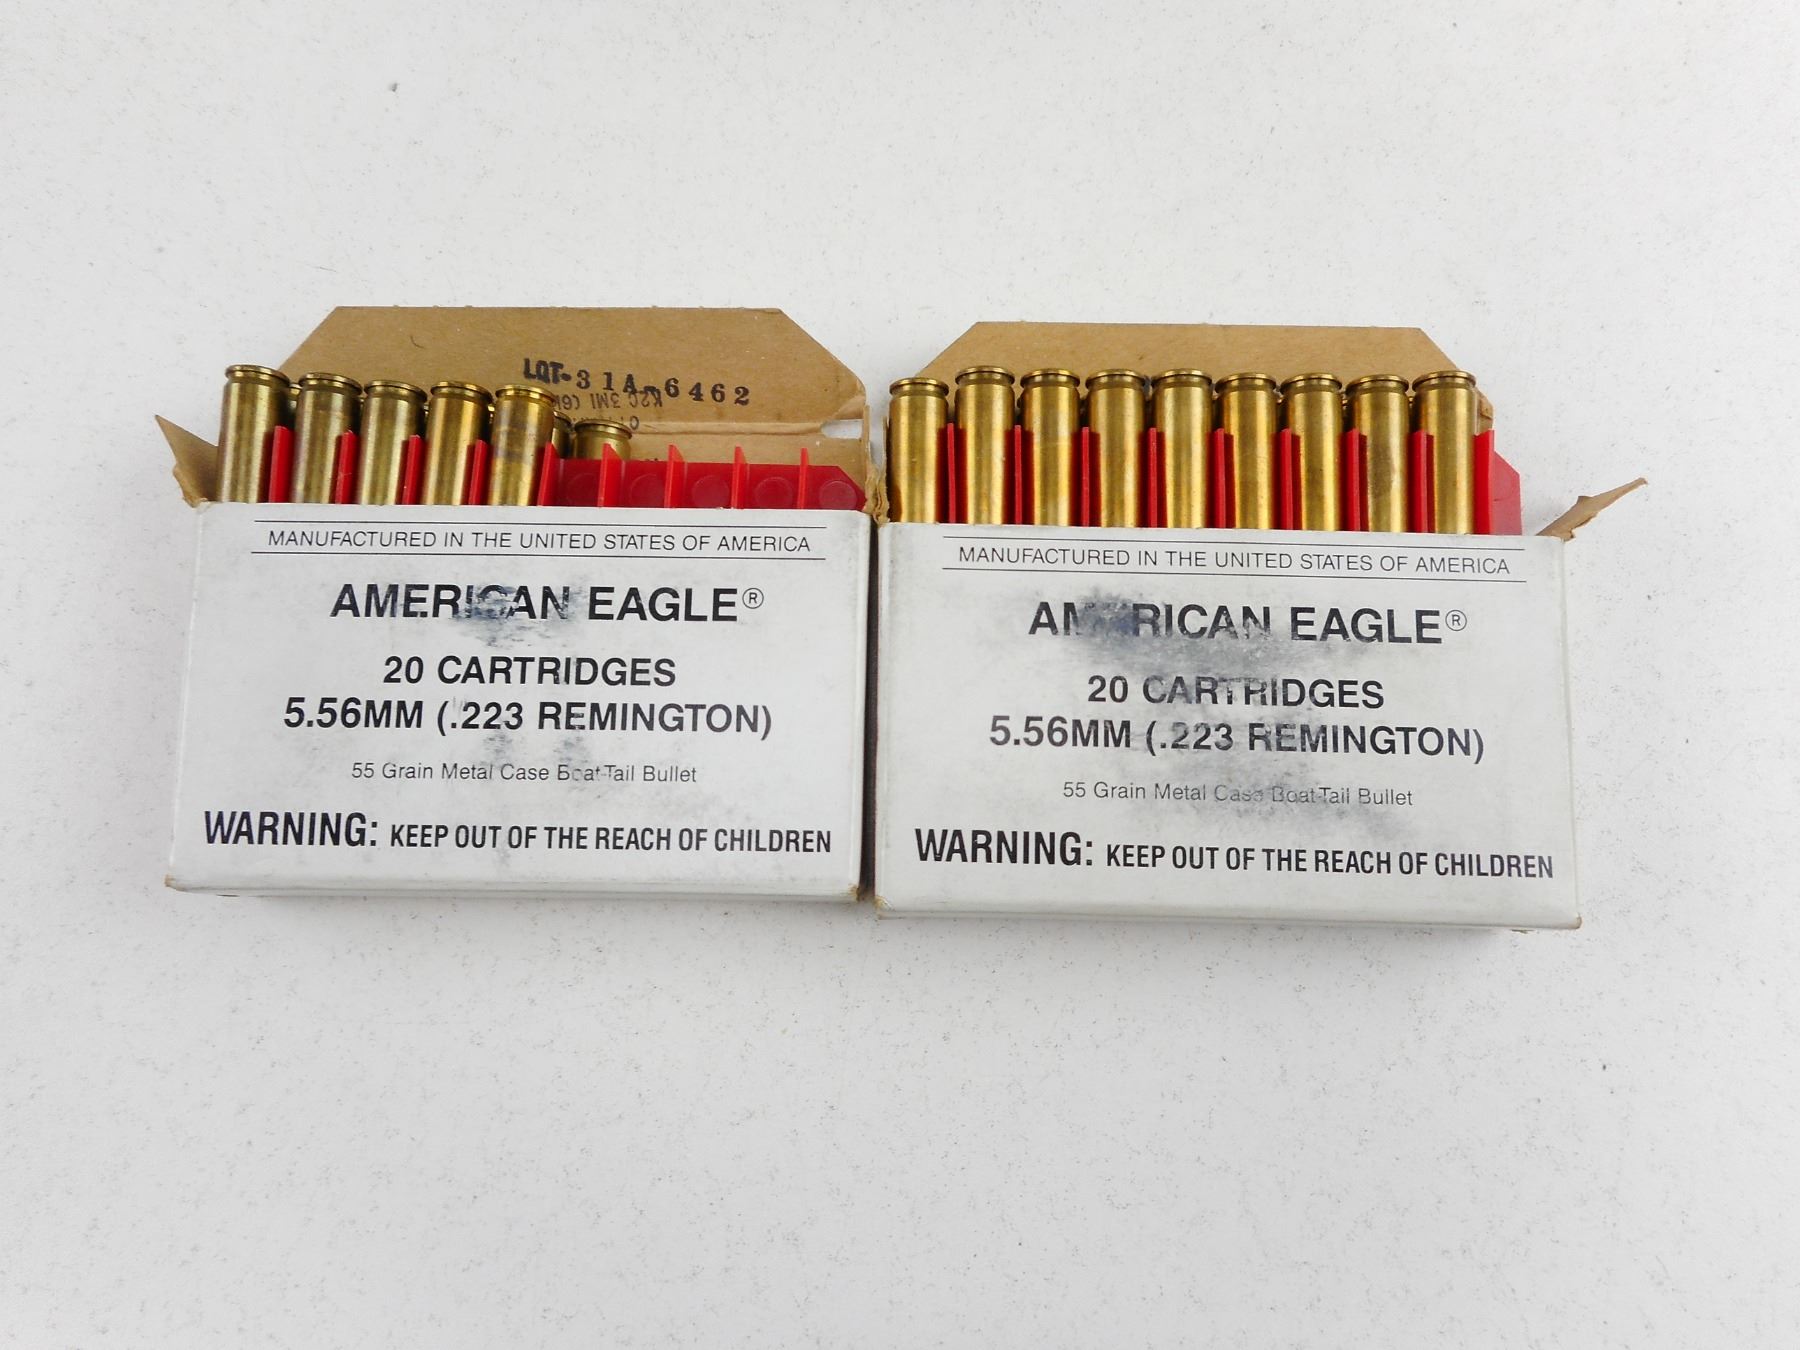 LOT-31A-6462
MANUFACTURED IN THE UNITED STATES OF AMERICA
AMERICAN EAGLE®
20 CARTRIDGES
5.56MM (.223 REMINGTON)
55 Grain Metal Case Boat-Tail Bullet
WARNING: KEEP OUT OF THE REACH OF CHILDREN
MANUFACTURED IN THE UNITED STATES OF AMERICA
AMERICAN EAGLE®
20 CARTRIDGES
5.56MM (.223 REMINGTON)
55 Grain Metal Case Boat-Tail Bullet
WARNING: KEEP OUT OF THE REACH OF CHILDREN